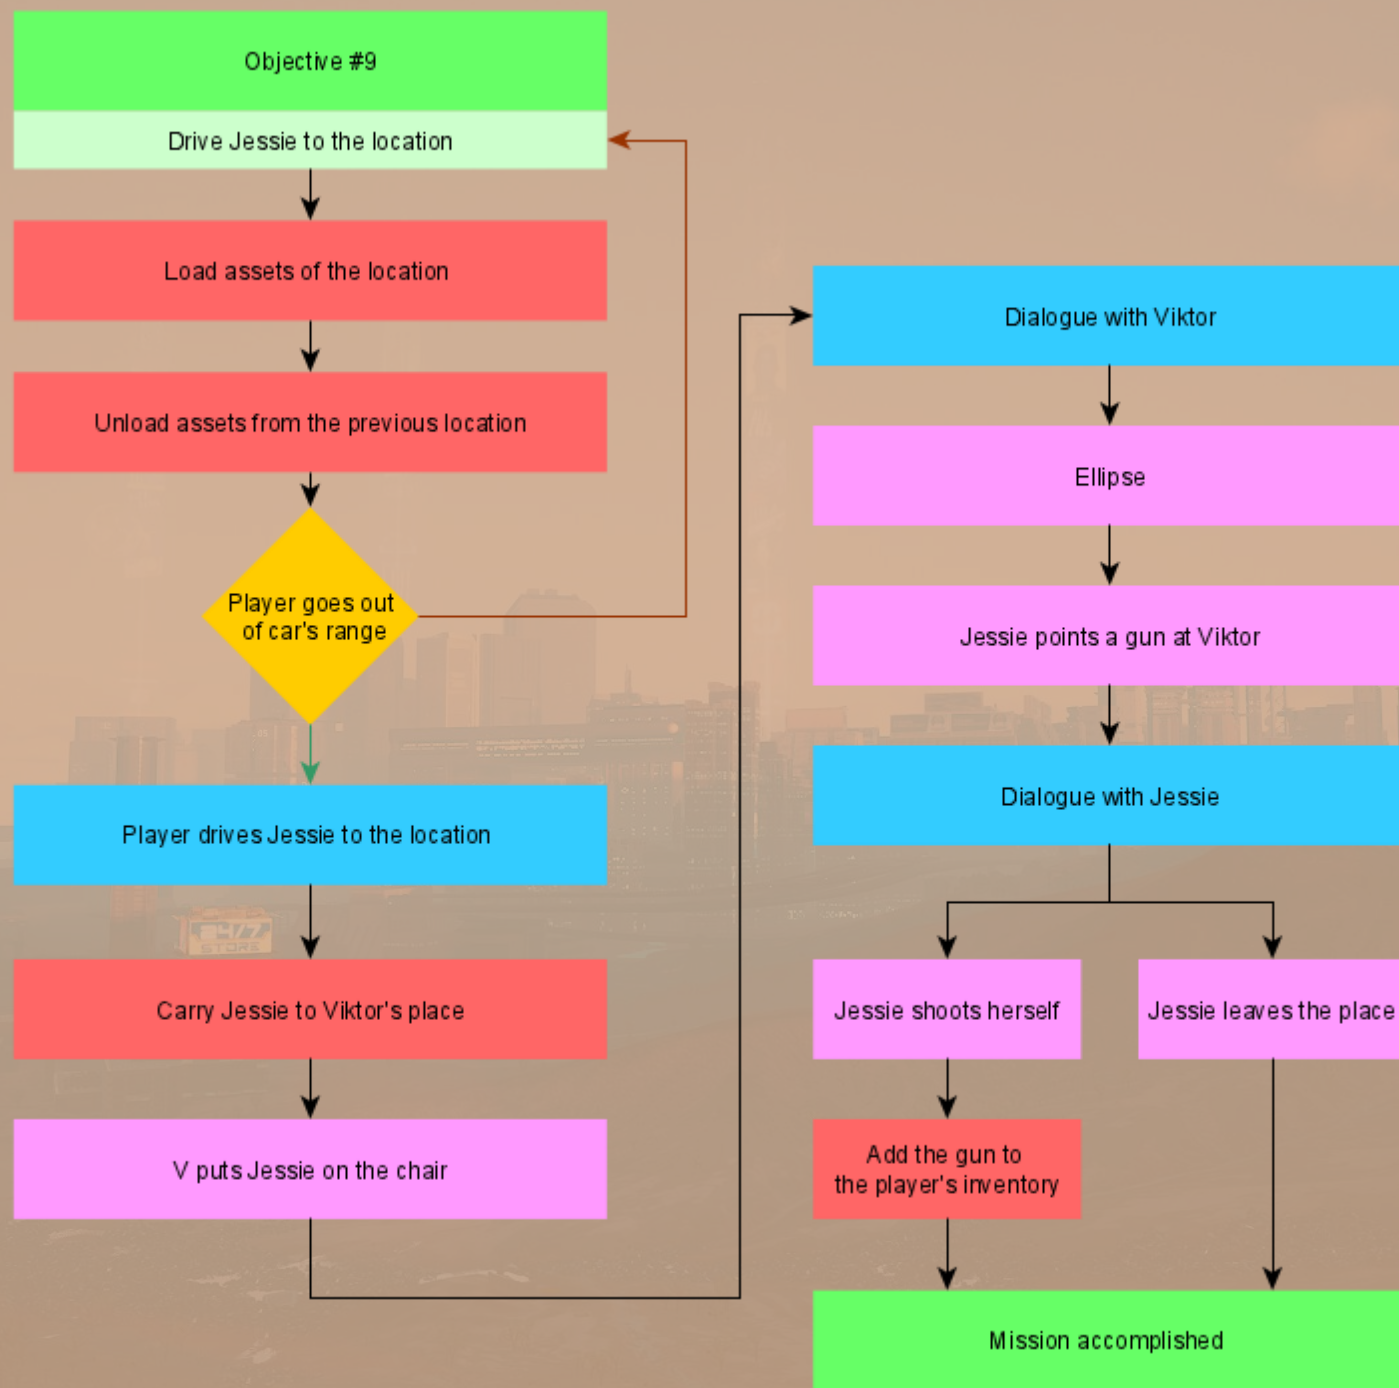 Objective #9
Drive Jessie to the location
Load assets of the location
Unload assets from the previous location
Player goes out
of car's range
Player drives Jessie to the location
Carry Jessie to Viktor's place
V puts Jessie on the chair
Dialogue with Viktor
Ellipse
Jessie points a gun at Viktor
Dialogue with Jessie
Jessie shoots herself
Jessie leaves the place
Add the gun to
the player's inventory
Mission accomplished
24/7
STORE